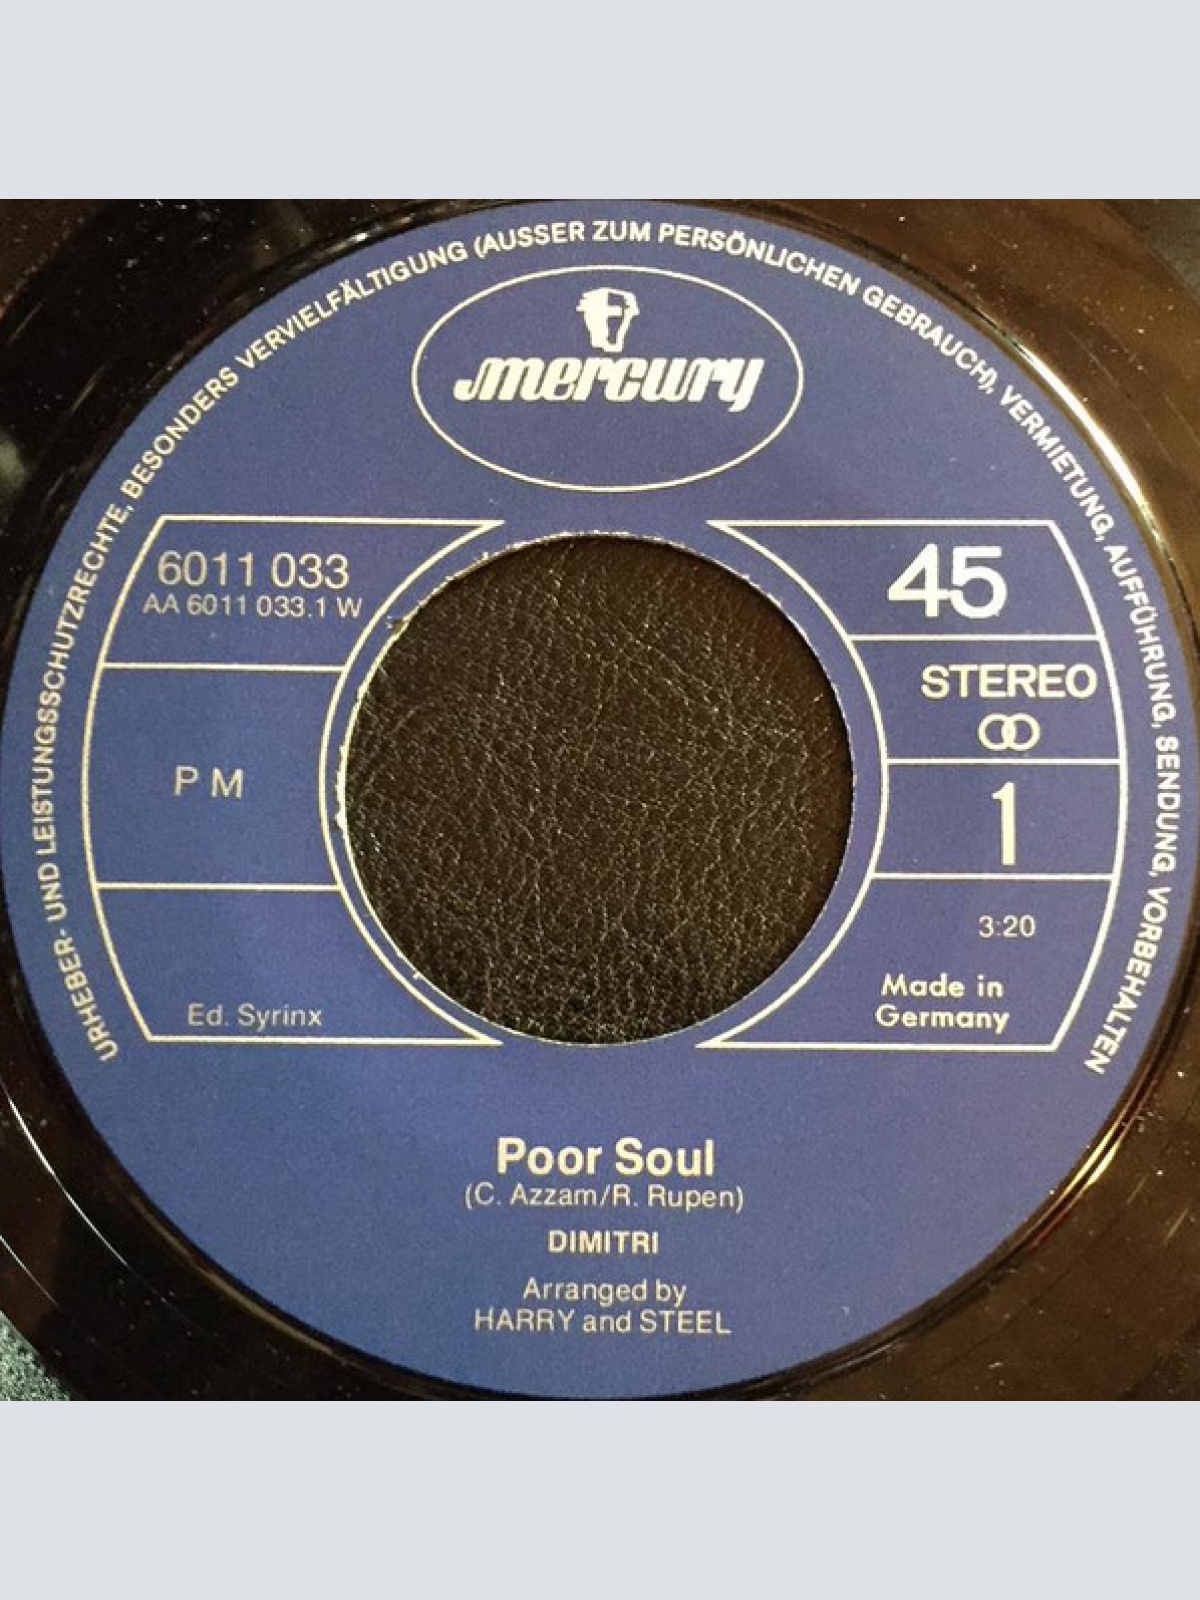 URHEBER- UND LEISTUNGSSCHUTZRECHTE, BESONDERS VERVIELFÄLTIGUNG (AUSSER ZUM PERSÖNLICHEN GEBRAUCH), VERMIETUNG, AUFFÜHRUNG, SENDUNG, VORBEHALTEN
mercury
6011 033
AA 6011 033.1 W
P M
Ed. Syrinx
45
STEREO
1
3:20
Made in
Germany
Poor Soul
(C. Azzam/R. Rupen)
DIMITRI
Arranged by
HARRY and STEEL